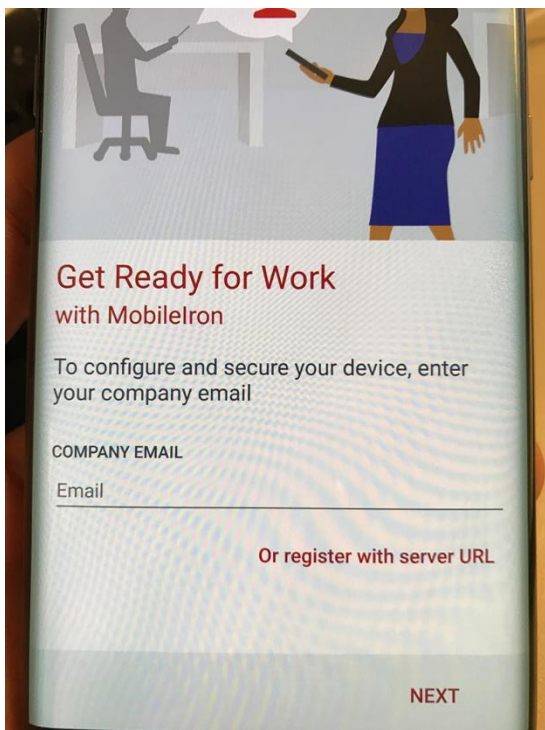 Get Ready for Work
with MobileIron
To configure and secure your device, enter
your company email
COMPANY EMAIL
Email
Or register with server URL
NEXT